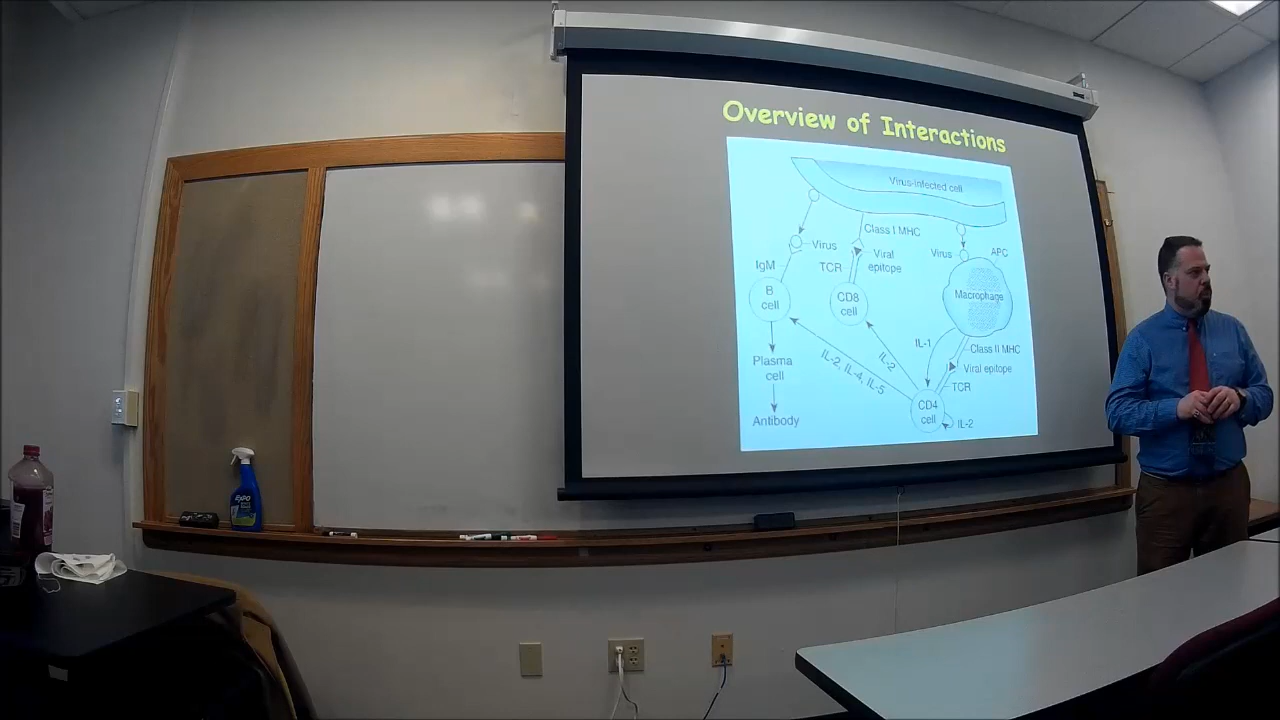 Overview of Interactions
Virus-infected cell
Class I MHC
Virus
Viral
epitope
TCR
IgM
B
cell
CD8
cell
Virus
APC
Macrophage
IL-1
Class II MHC
Viral epitope
TCR
IL-2
IL-2, IL-4, IL-5
Plasma
cell
CD4
cell
IL-2
Antibody
EXPO